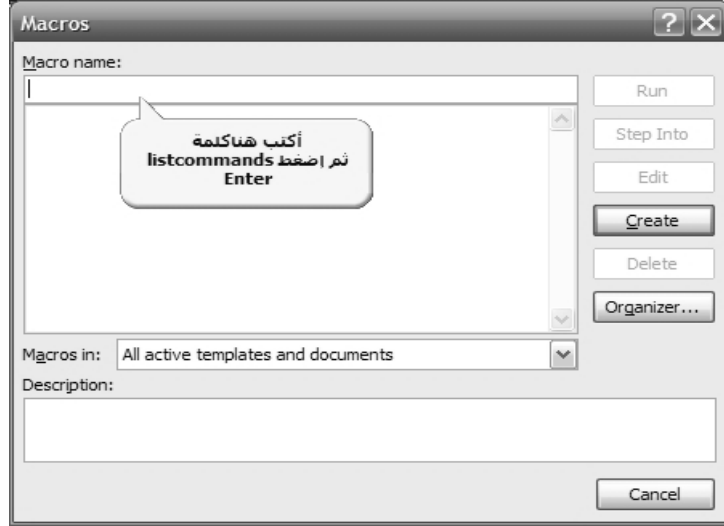 Macros
Macro name:
Run
أكتب هناكلمة
listcommands ثم إضغط
Enter
Step Into
Edit
Create
Delete
Organizer...
Macros in: All active templates and documents
Description:
Cancel